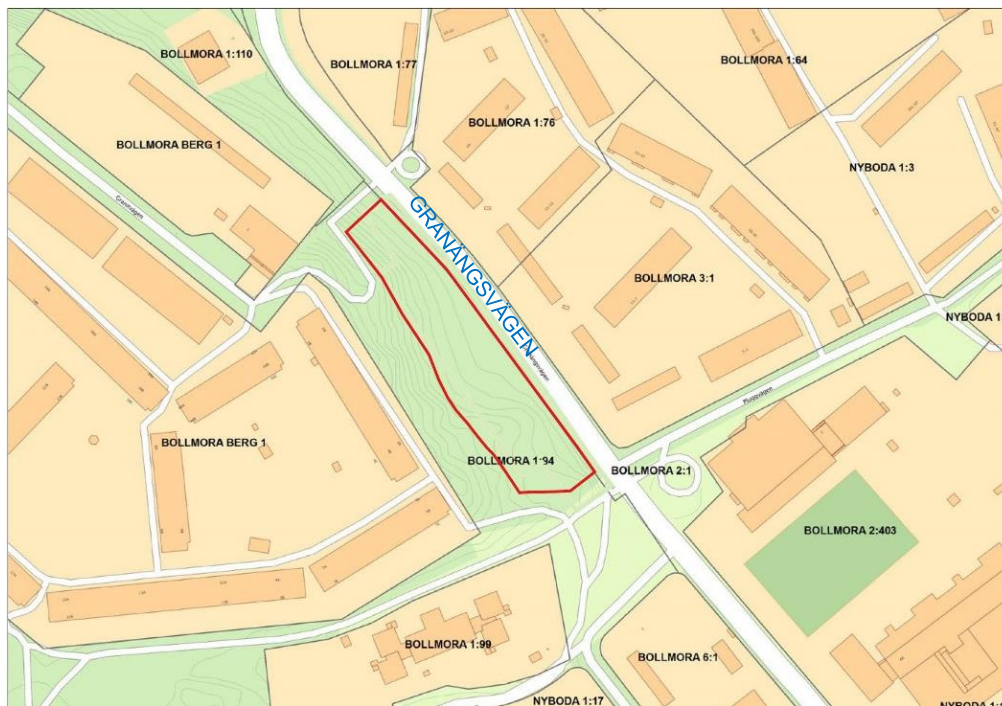 BOLLMORA 1:110
BOLLMORA 1:77
BOLLMORA 1:64
BOLLMORA 1:76
BOLLMORA BERG 1
NYBODA 1:3
Granitvägen
GRANÄNGSVÄGEN
BOLLMORA 3:1
NYBODA 1
Pluggvägen
BOLLMORA BERG 1
BOLLMORA 1:94
BOLLMORA 2:1
BOLLMORA 2:403
BOLLMORA 1:99
BOLLMORA 6:1
NYBODA 1:17